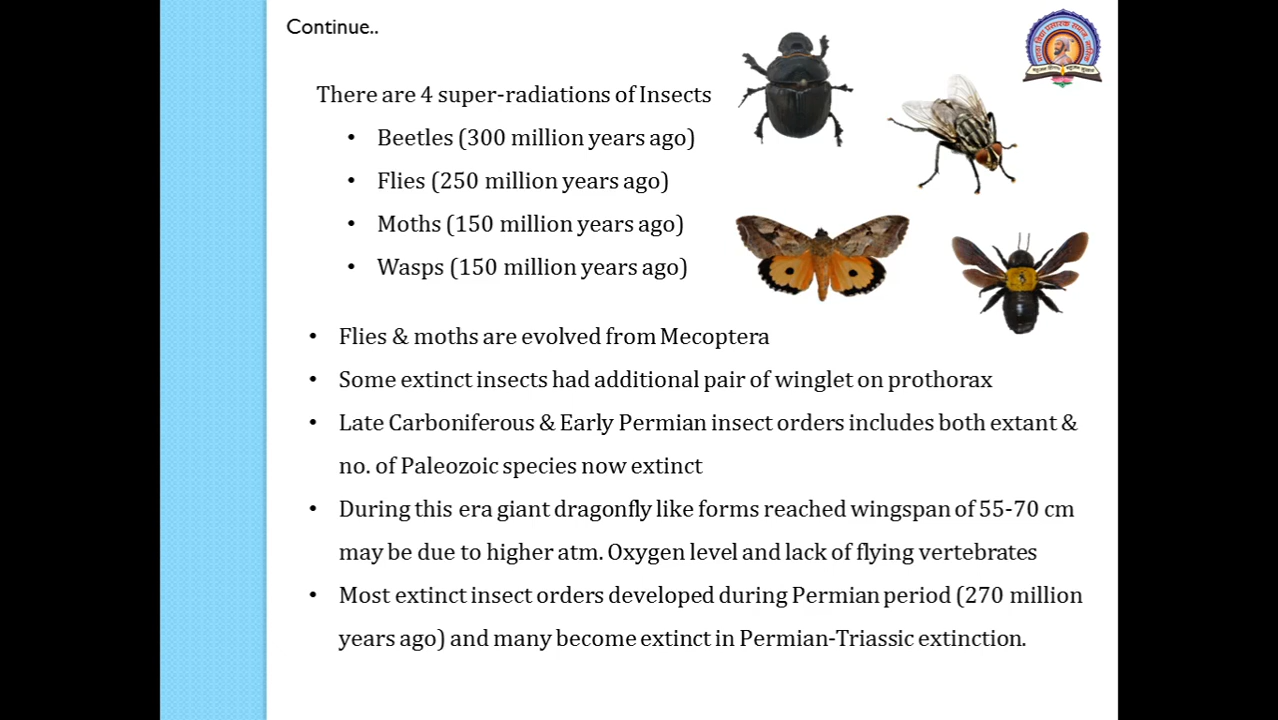 Continue..
There are 4 super-radiations of Insects
• Beetles (300 million years ago)
• Flies (250 million years ago)
• Moths (150 million years ago)
• Wasps (150 million years ago)
• Flies & moths are evolved from Mecoptera
• Some extinct insects had additional pair of winglet on prothorax
• Late Carboniferous & Early Permian insect orders includes both extant &
no. of Paleozoic species now extinct
• During this era giant dragonfly like forms reached wingspan of 55-70 cm
may be due to higher atm. Oxygen level and lack of flying vertebrates
• Most extinct insect orders developed during Permian period (270 million
years ago) and many become extinct in Permian-Triassic extinction.